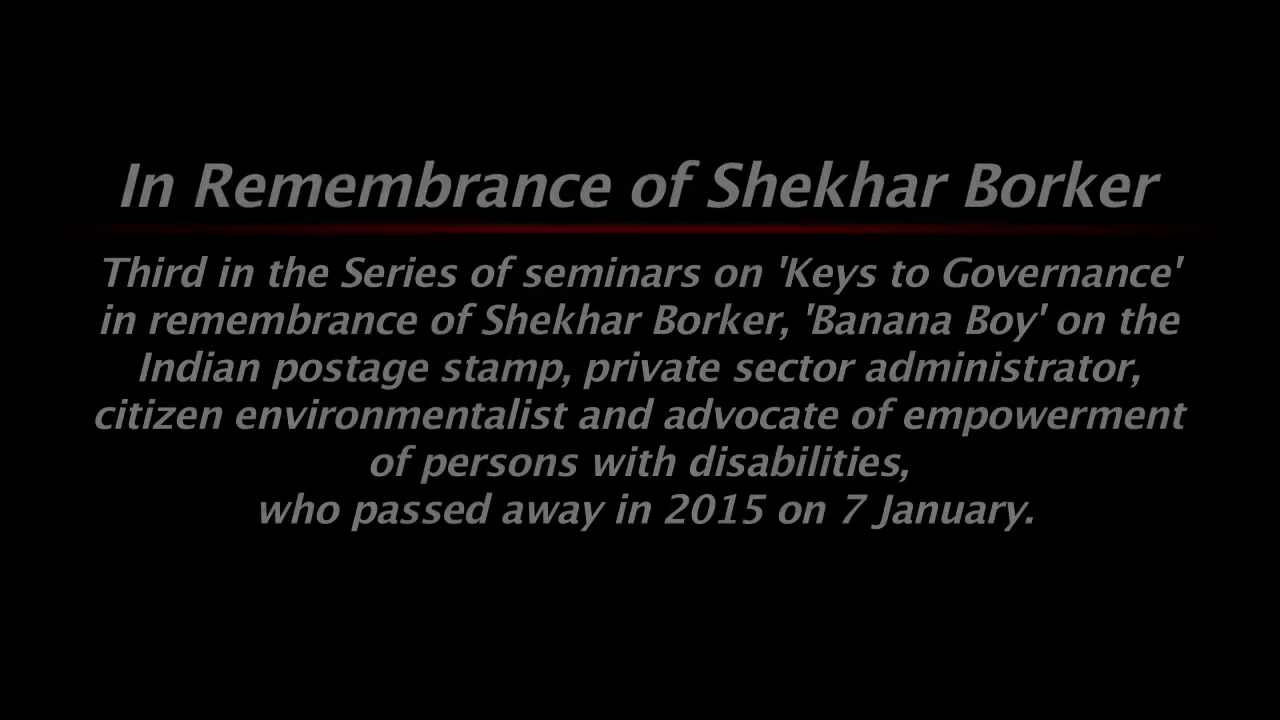 In Remembrance of Shekhar Borker
Third in the Series of seminars on 'Keys to Governance'
in remembrance of Shekhar Borker, 'Banana Boy' on the
Indian postage stamp, private sector administrator,
citizen environmentalist and advocate of empowerment
of persons with disabilities,
who passed away in 2015 on 7 January.